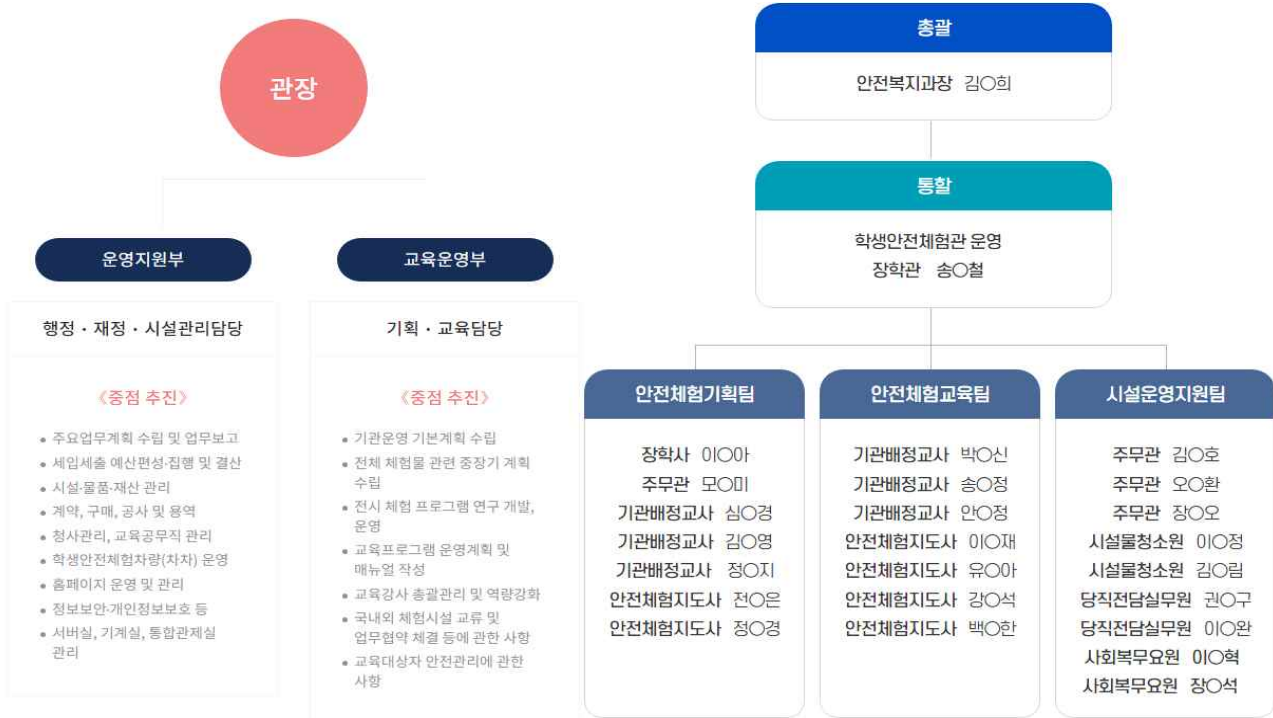 관장
운영지원부
행정・재정・시설관리담당
《중점 추진》
• 주요업무계획 수립 및 업무보고
• 세입세출 예산편성·집행 및 결산
• 시설·물품·재산 관리
• 계약, 구매, 공사 및 용역
• 청사관리, 교육공무직 관리
• 학생안전체험차량(차차) 운영
• 홈페이지 운영 및 관리
• 정보보안·개인정보보호 등
• 서버실, 기계실, 통합관제실
관리
교육운영부
기획・교육담당
《중점 추진》
• 기관운영 기본계획 수립
• 전체 체험물 관련 중장기 계획
수립
• 전시 체험 프로그램 연구 개발,
운영
• 교육프로그램 운영계획 및
매뉴얼 작성
• 교육강사 총괄관리 및 역량강화
• 국내외 체험시설 교류 및
업무협약 체결 등에 관한 사항
• 교육대상자 안전관리에 관한
사항
총괄
안전복지과장 김○희
통할
학생안전체험관 운영
장학관 송○철
안전체험기획팀
장학사 이○아
주무관 모○미
기관배정교사 심○경
기관배정교사 김○영
기관배정교사 정○지
안전체험지도사 전○은
안전체험지도사 정○경
안전체험교육팀
기관배정교사 박○신
기관배정교사 송○정
기관배정교사 안○정
안전체험지도사 이○재
안전체험지도사 유○아
안전체험지도사 강○석
안전체험지도사 백○한
시설운영지원팀
주무관 김○호
주무관 오○환
주무관 장○오
시설물청소원 이○정
시설물청소원 김○림
당직전담실무원 권○구
당직전담실무원 이○완
사회복무요원 이○혁
사회복무요원 장○석